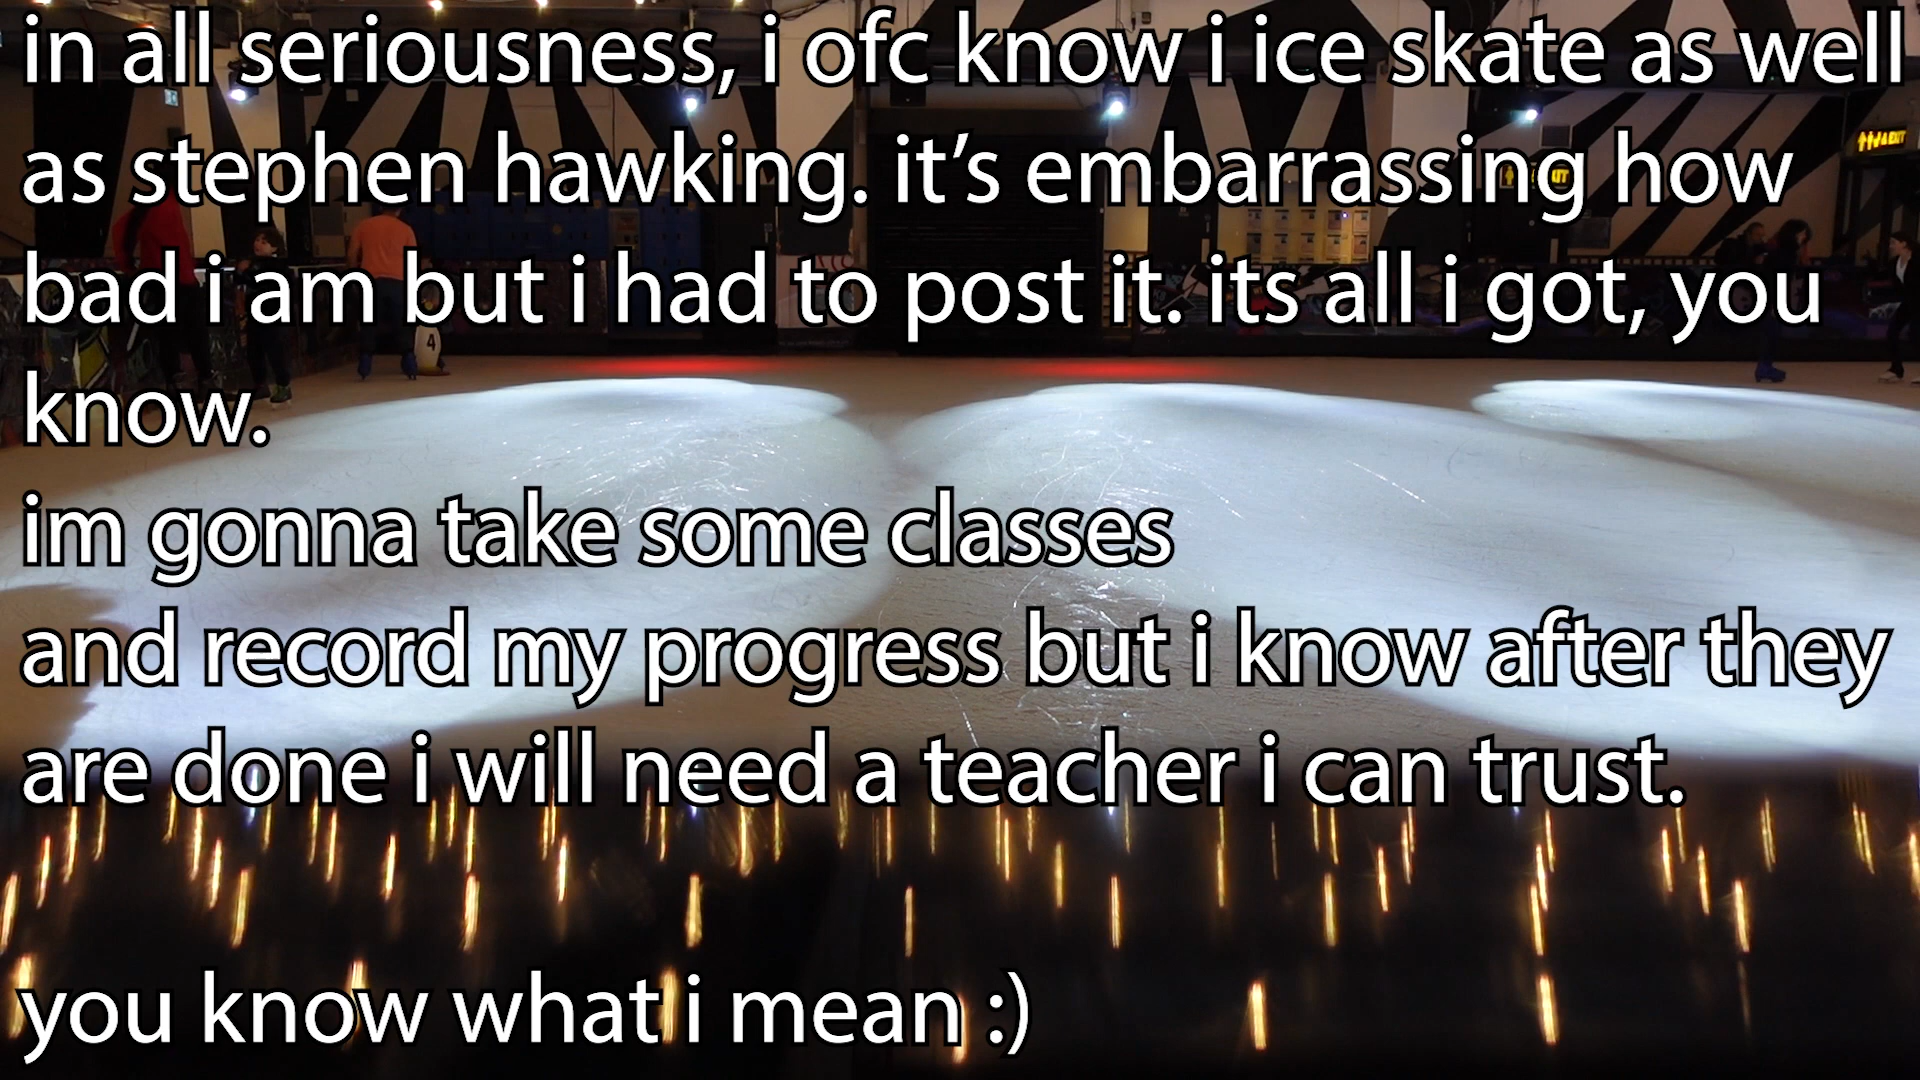 in all seriousness, i ofc know i ice skate as well
as stephen hawking. it’s embarrassing how
bad i am but i had to post it. its all i got, you
know.
im gonna take some classes
and record my progress but i know after they
are done i will need a teacher i can trust.
you know what i mean :)
4
EXIT